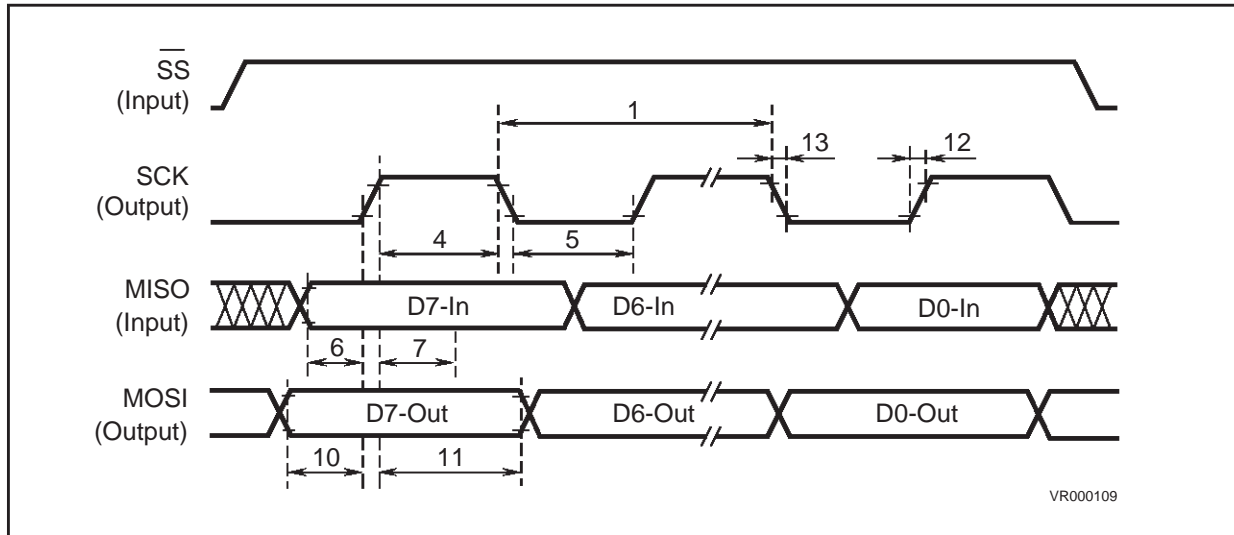 SS
(Input)
1
13
12
SCK
(Output)
4
5
MISO
(Input)
D7-In
D6-In
D0-In
6
7
MOSI
(Output)
D7-Out
D6-Out
D0-Out
10
11
VR000109